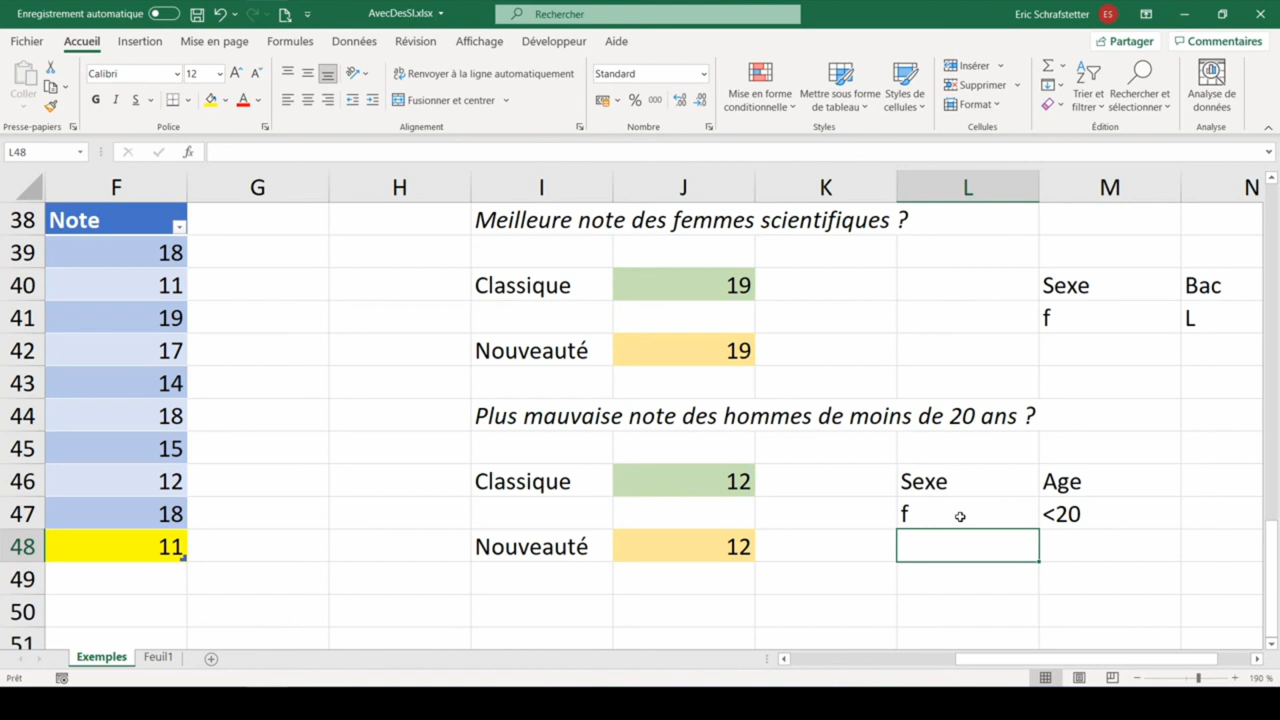 Enregistrement automatique
AvecDesSI.xlsx
Rechercher
Eric Schrafstetter
ES
Fichier Accueil Insertion Mise en page Formules Données Révision Affichage Développeur Aide
Partager Commentaires
Coller
Calibri 12
Renvoyer à la ligne automatiquement
Standard
Mise en forme conditionnelle
Mettre sous forme de tableau
Styles de cellules
Insérer
Supprimer
Format
Trier et filtrer
Rechercher et sélectionner
Analyse de données
G I S
Fusionner et centrer
% 000
Presse-papiers Police Alignement Nombre Styles Cellules Édition Analyse
L48 fx
F G H I J K L M N
38 Note Meilleure note des femmes scientifiques ?
39 18
40 11 Classique 19 Sexe Bac
41 19 f L
42 17 Nouveauté 19
43 14
44 18 Plus mauvaise note des hommes de moins de 20 ans ?
45 15
46 12 Classique 12 Sexe Age
47 18 f <20
48 11 Nouveauté 12
49
50
51
Exemples Feuil1
Prêt 190 %